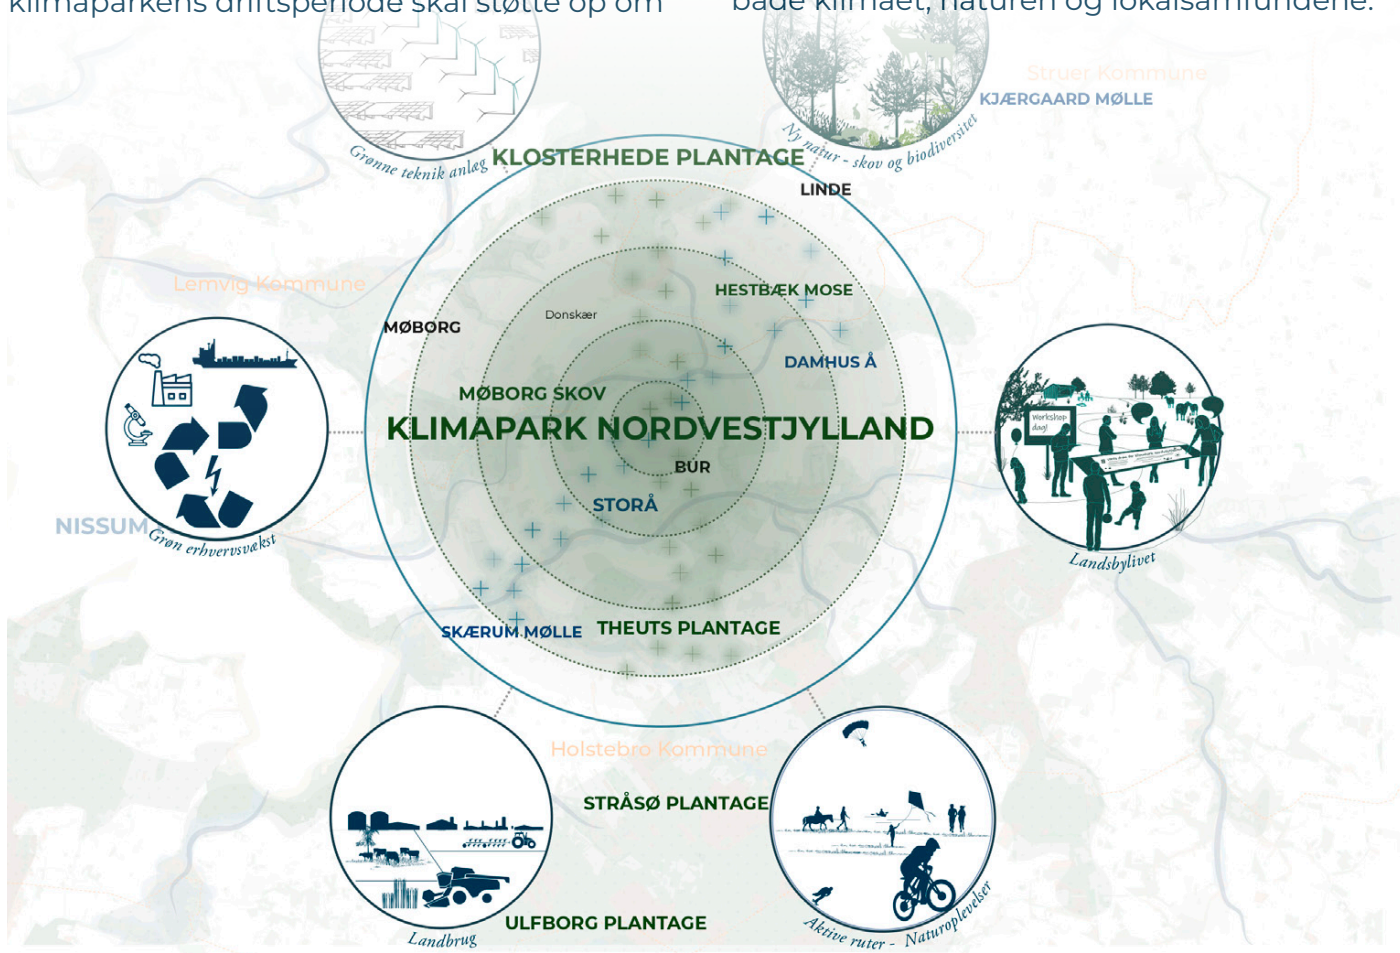 klimaparkens driftsperiode skal støtte op om
både klimaet, naturen og lokalsamfundene.
Struer Kommune
KJÆRGAARD MØLLE
Grønne teknik anlæg
Ny natur - skov og biodiversitet
KLOSTERHEDE PLANTAGE
LINDE
Lemvig Kommune
HESTBÆK MOSE
Donskær
MØBORG
DAMHUS Å
MØBORG SKOV
KLIMAPARK NORDVESTJYLLAND
Workshop
dag!
BUR
STORÅ
NISSUM
Grøn erhvervsvækst
Landsbylivet
SKÆRUM MØLLE
THEUTS PLANTAGE
Holstebro Kommune
STRÅSØ PLANTAGE
ULFBORG PLANTAGE
Landbrug
Aktive ruter - Naturoplevelser